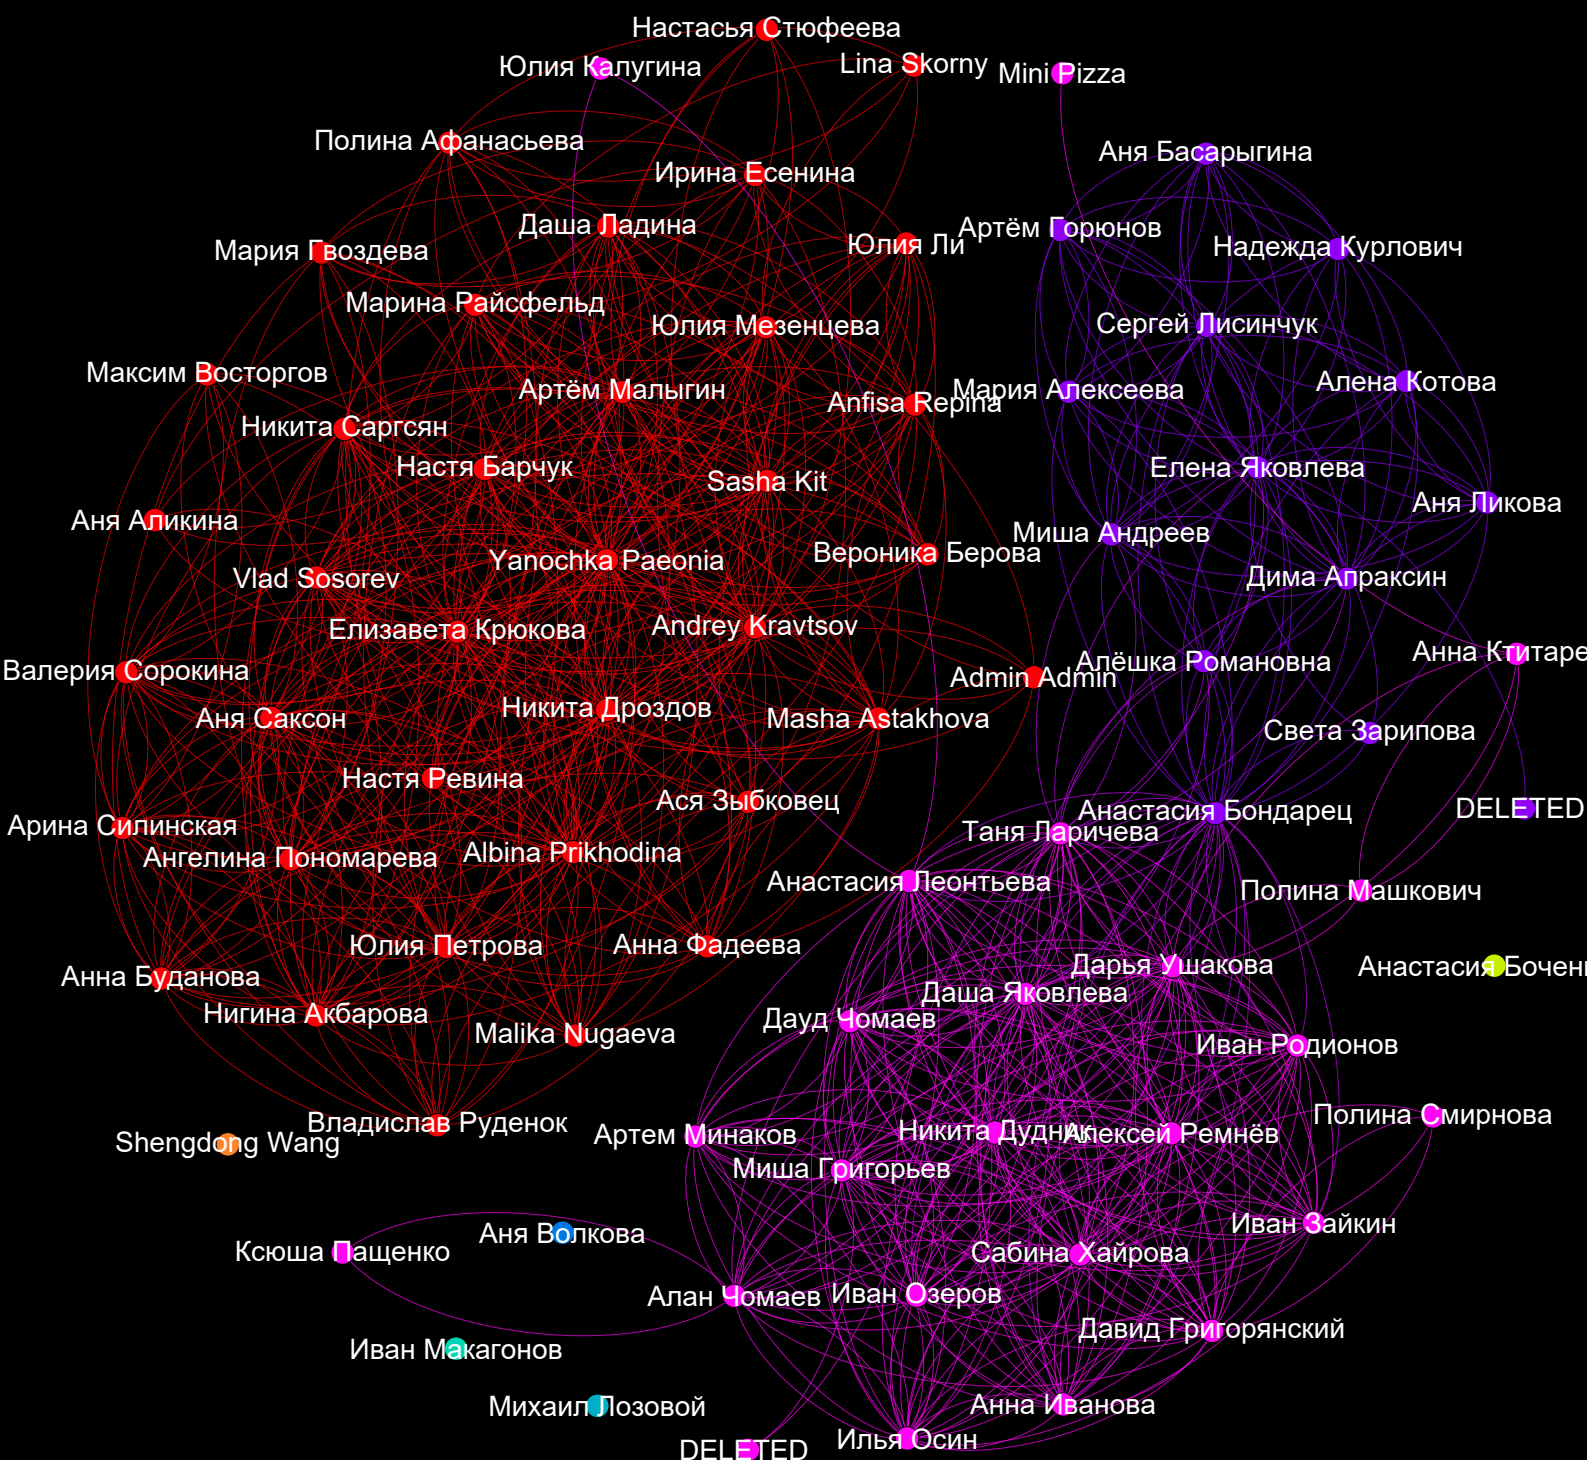 Настасья Стюфеева
Юлия Калугина
Lina Skorny
Mini Pizza
Полина Афанасьева
Аня Басарыгина
Ирина Есенина
Даша Ладина
Артём Горюнов
Юлия Ли
Надежда Курлович
Мария Гвоздева
Марина Райсфельд
Юлия Мезенцева
Сергей Лисинчук
Максим Восторгов
Артём Малыгин
Anfisa Repina
Мария Алексеева
Алена Котова
Никита Саргсян
Настя Барчук
Sasha Kit
Елена Яковлева
Аня Ликова
Аня Аликина
Миша Андреев
Yanochka Paeonia
Вероника Берова
Vlad Sosorev
Дима Апраксин
Елизавета Крюкова
Andrey Kravtsov
Анна Ктитаре
Валерия Сорокина
Admin Admin
Алёшка Романовна
Аня Саксон
Никита Дроздов
Masha Astakhova
Света Зарипова
Настя Ревина
Ася Зыбковец
Анастасия Бондарец
DELETED
Арина Силинская
Таня Ларичева
Ангелина Пономарева
Albina Prikhodina
Анастасия Леонтьева
Полина Машкович
Юлия Петрова
Анна Фадеева
Дарья Ушакова
Анастасия Бочен
Анна Буданова
Даша Яковлева
Нигина Акбарова
Malika Nugaeva
Дауд Чомаев
Иван Родионов
Владислав Руденок
Полина Смирнова
Shengdong Wang
Артем Минаков
Никита Дудник
Алексей Ремнёв
Миша Григорьев
Иван Зайкин
Аня Волкова
Ксюша Пащенко
Сабина Хайрова
Алан Чомаев
Иван Озеров
Давид Григорянский
Иван Макагонов
Михаил Лозовой
Анна Иванова
Илья Осин
DELETED